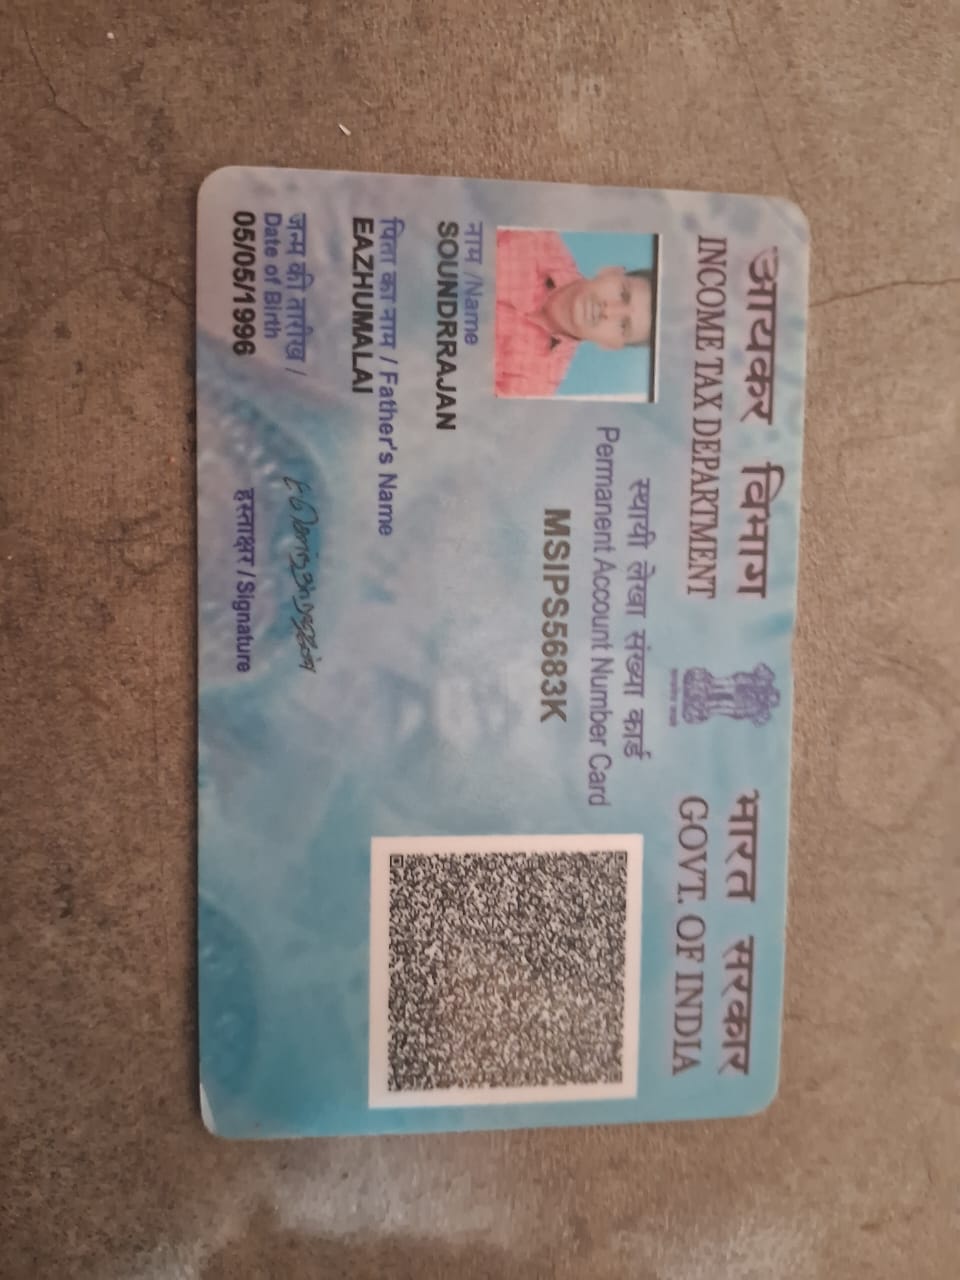 आयकर विभाग
INCOME TAX DEPARTMENT
भारत सरकार
GOVT. OF INDIA
स्थायी लेखा संख्या कार्ड
Permanent Account Number Card
MSIPS5683K
नाम /Name
SOUNDRRAJAN
पिता का नाम / Father's Name
EAZHUMALAI
जन्म की तारीख /
Date of Birth
05/05/1996
हस्ताक्षर / Signature